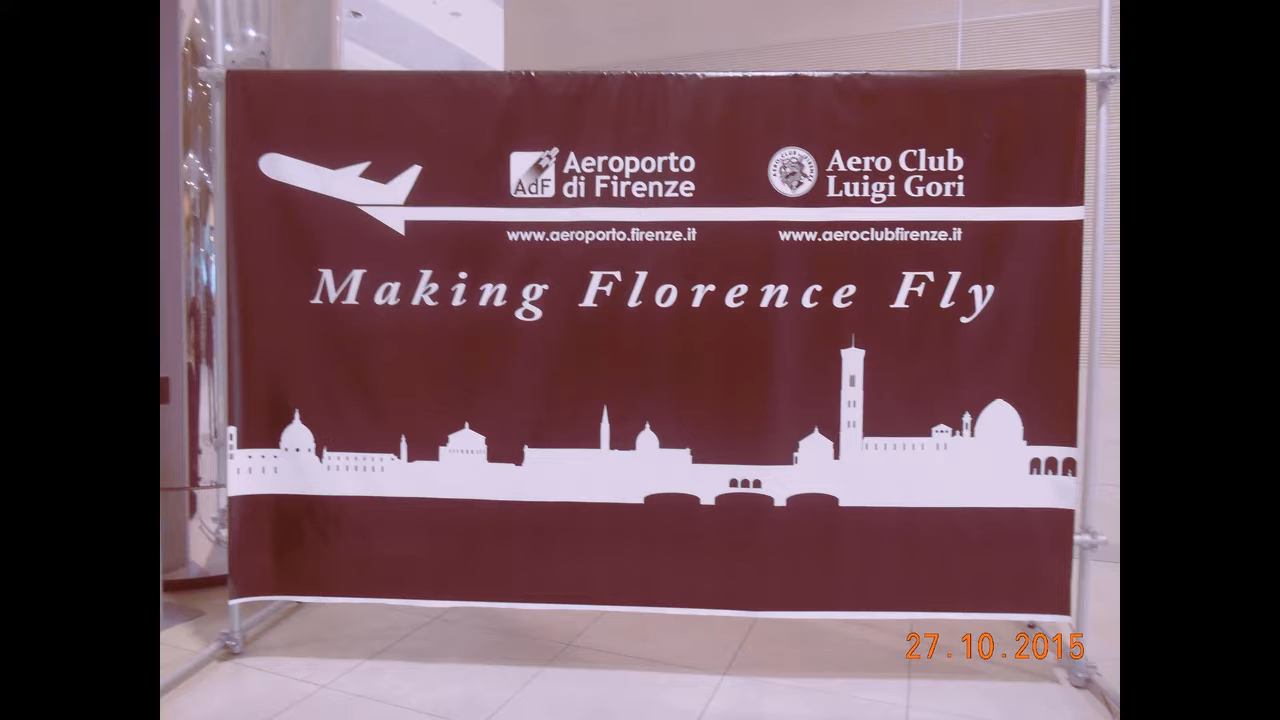 AdF
Aeroporto
di Firenze
Aero Club
Luigi Gori
www.aeroporto.firenze.it
www.aeroclubfirenze.it
Making Florence Fly
27.10.2015